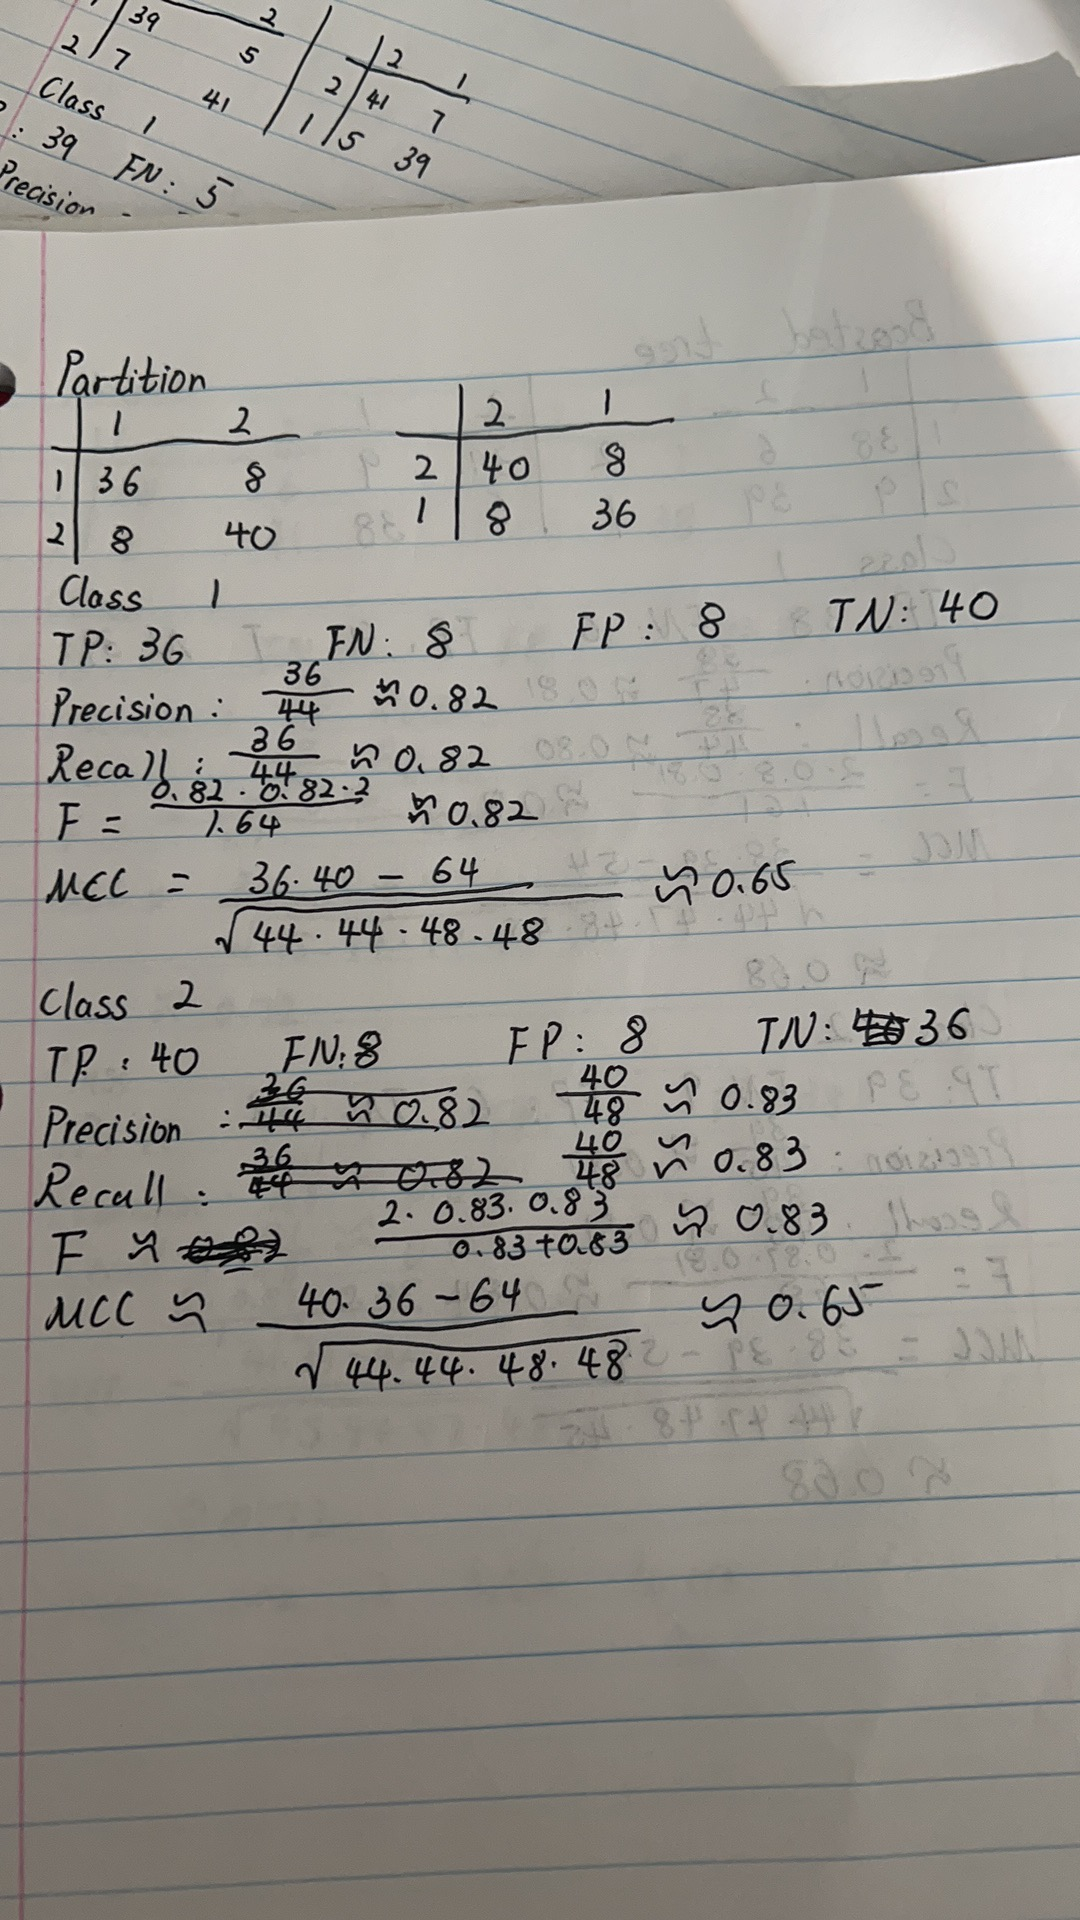 39 2
2 7 5
41
2 1
2 41 7
1 5 39
Class 1
: 39 FN: 5
Precision
Partition
1 2
1 36 8
2 8 40
2 1
2 40 8
1 8 36
Class 1
TP: 36 FN: 8 FP: 8 TN: 40
Precision: 36/44 ≈ 0.82
Recall: 36/44 ≈ 0.82
F = 0.82 · 0.82 · 2 / 1.64 ≈ 0.82
MCC = 36·40 - 64 / √44 · 44 · 48 · 48 ≈ 0.65
Class 2
TP: 40 FN: 8 FP: 8 TN: 36
Precision: 36/44 ≈ 0.82 40/48 ≈ 0.83
Recall: 36/44 ≈ 0.82 40/48 ≈ 0.83
F ≈ 2 · 0.83 · 0.83 / 0.83+0.83 ≈ 0.83
MCC ≈ 40·36 - 64 / √44·44·48·48 ≈ 0.65